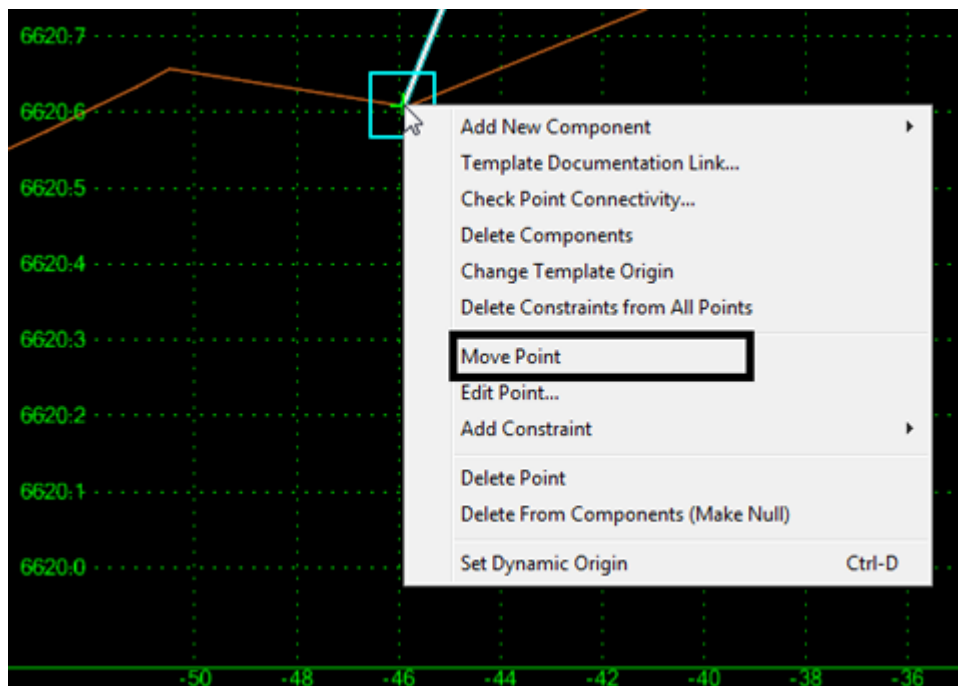 6620.7
6620.6
Add New Component
Template Documentation Link...
6620.5
Check Point Connectivity...
Delete Components
6620.4
Change Template Origin
Delete Constraints from All Points
6620.3
Move Point
Edit Point...
6620.2
Add Constraint
Delete Point
6620.1
Delete From Components (Make Null)
6620.0
Set Dynamic Origin Ctrl-D
-50 -48 -46 -44 -42 -40 -38 -36